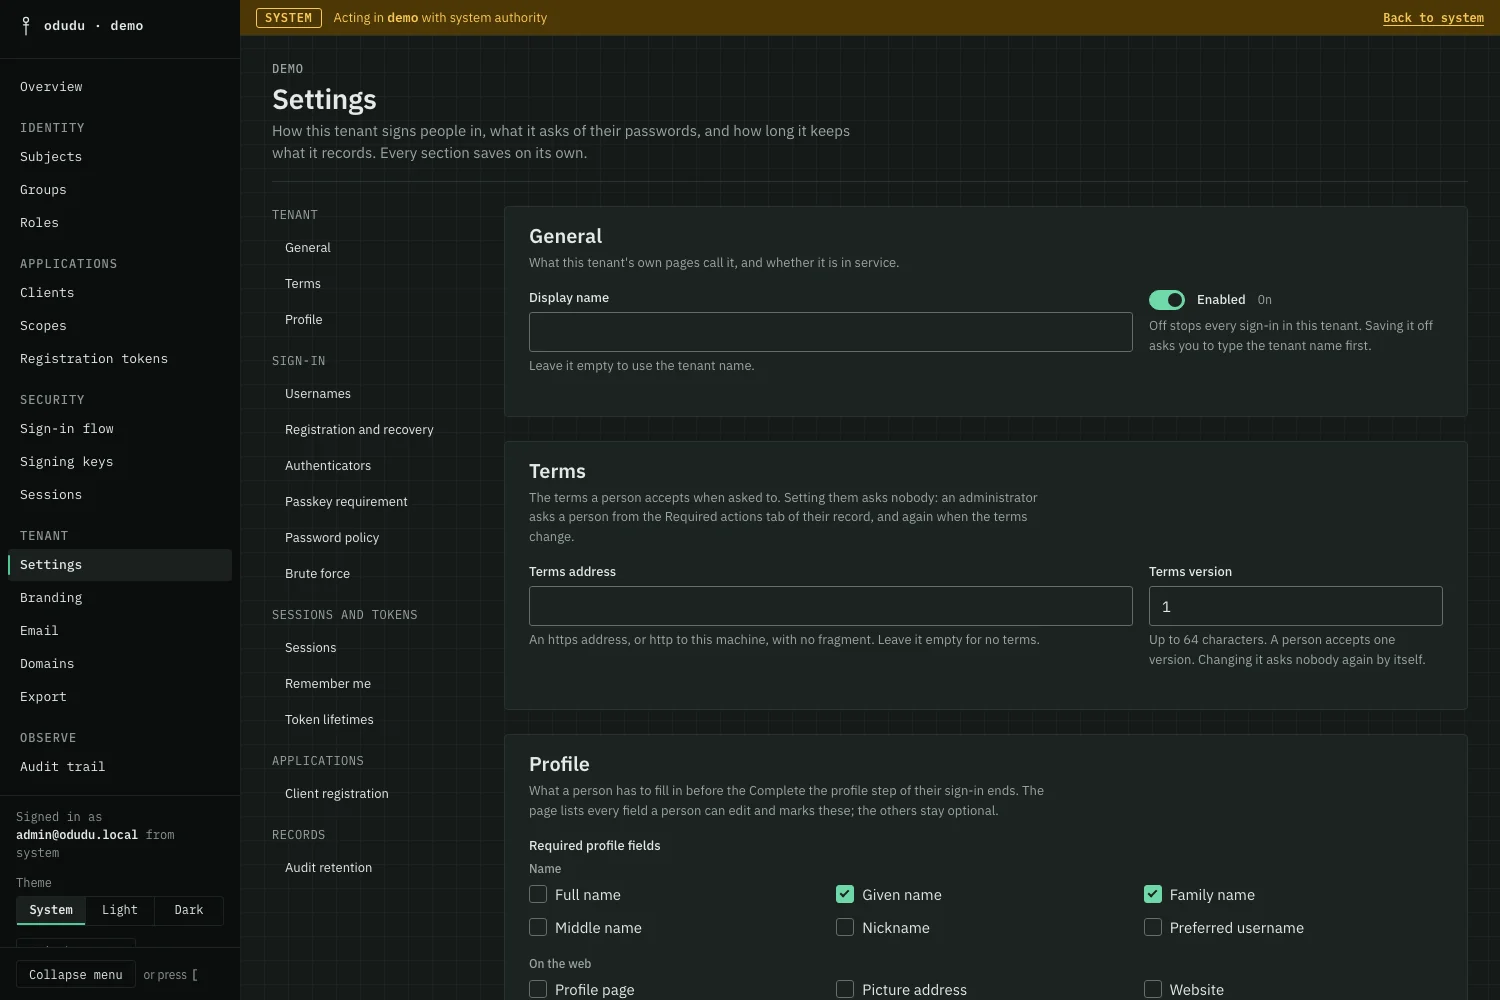 odudu · demo
SYSTEM Acting in demo with system authority Back to system
Overview
IDENTITY
Subjects
Groups
Roles
APPLICATIONS
Clients
Scopes
Registration tokens
SECURITY
Sign-in flow
Signing keys
Sessions
TENANT
Settings
Branding
Email
Domains
Export
OBSERVE
Audit trail
Signed in as
admin@odudu.local from
system
Theme
System Light Dark
Collapse menu or press [
DEMO
Settings
How this tenant signs people in, what it asks of their passwords, and how long it keeps
what it records. Every section saves on its own.
TENANT
General
Terms
Profile
SIGN-IN
Usernames
Registration and recovery
Authenticators
Passkey requirement
Password policy
Brute force
SESSIONS AND TOKENS
Sessions
Remember me
Token lifetimes
APPLICATIONS
Client registration
RECORDS
Audit retention
General
What this tenant's own pages call it, and whether it is in service.
Display name
Leave it empty to use the tenant name.
Enabled On
Off stops every sign-in in this tenant. Saving it off
asks you to type the tenant name first.
Terms
The terms a person accepts when asked to. Setting them asks nobody: an administrator
asks a person from the Required actions tab of their record, and again when the terms
change.
Terms address
An https address, or http to this machine, with no fragment. Leave it empty for no terms.
Terms version
1
Up to 64 characters. A person accepts one
version. Changing it asks nobody again by itself.
Profile
What a person has to fill in before the Complete the profile step of their sign-in ends. The
page lists every field a person can edit and marks these; the others stay optional.
Required profile fields
Name
Full name Given name Family name
Middle name Nickname Preferred username
On the web
Profile page Picture address Website